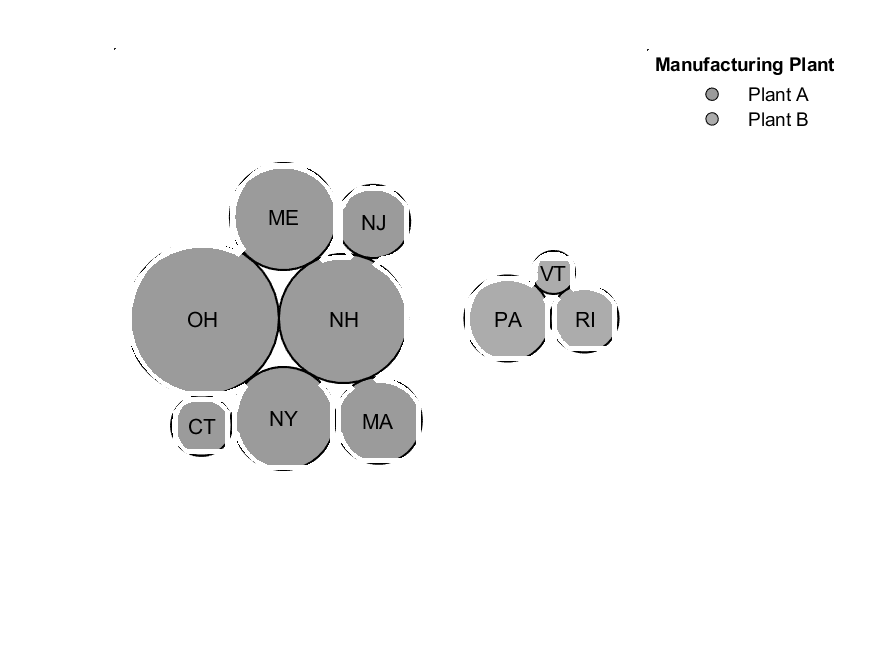 Manufacturing Plant
Plant A
Plant B
ME
NJ
OH
NH
CT
NY
MA
VT
PA
RI